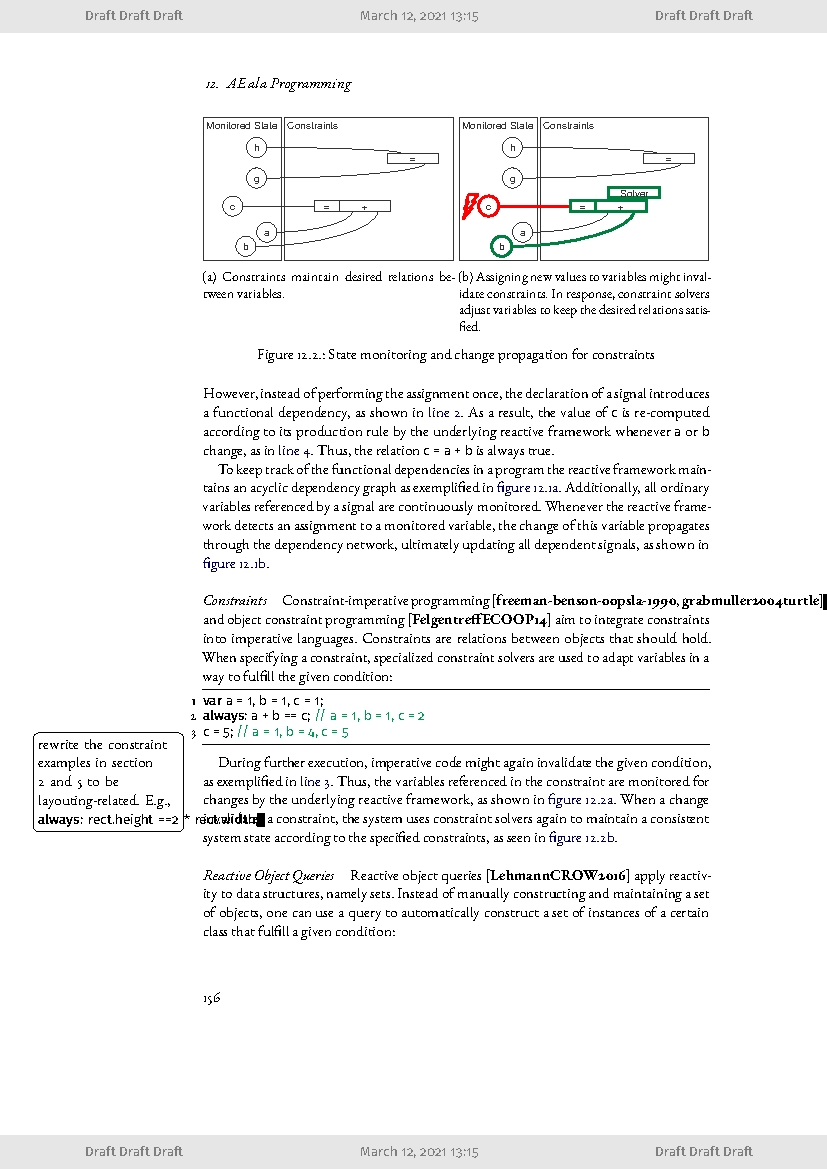 Draft Draft Draft March 12, 2021 13:15 Draft Draft Draft
12. AEala Programming
Monitored State Constraints
h
=
g
c
= +
a
b
Monitored State Constraints
h
=
g
Solver
c
= +
a
b
(a) Constraints maintain desired relations be-
tween variables.
(b) Assigning new values to variables might inval-
idate constraints. In response, constraint solvers
adjust variables to keep the desired relations satis-
fied.
Figure 12.2.: State monitoring and change propagation for constraints
However, instead of performing the assignment once, the declaration of a signal introduces
a functional dependency, as shown in line 2. As a result, the value of c is re-computed
according to its production rule by the underlying reactive framework whenever a or b
change, as in line 4. Thus, the relation c = a + b is always true.
To keep track of the functional dependencies in a program the reactive framework main-
tains an acyclic dependency graph as exemplified in figure 12.1a. Additionally, all ordinary
variables referenced by a signal are continuously monitored. Whenever the reactive frame-
work detects an assignment to a monitored variable, the change of this variable propagates
through the dependency network, ultimately updating all dependent signals, as shown in
figure 12.1b.
Constraints Constraint-imperative programming [freeman-benson-oopsla-1990, grabmuller2004turtle]
and object constraint programming [FelgentreffECOOP14] aim to integrate constraints
into imperative languages. Constraints are relations between objects that should hold.
When specifying a constraint, specialized constraint solvers are used to adapt variables in a
way to fulfill the given condition:
1 var a = 1, b = 1, c = 1;
2 always: a + b == c; // a = 1, b = 1, c = 2
3 c = 5; // a = 1, b = 4, c = 5
rewrite the constraint
examples in section
2 and 5 to be
layouting-related. E.g.,
always: rect.height ==2 * rect.width;
During further execution, imperative code might again invalidate the given condition,
as exemplified in line 3. Thus, the variables referenced in the constraint are monitored for
changes by the underlying reactive framework, as shown in figure 12.2a. When a change
a constraint, the system uses constraint solvers again to maintain a consistent
system state according to the specified constraints, as seen in figure 12.2b.
Reactive Object Queries Reactive object queries [LehmannCROW2016] apply reactiv-
ity to data structures, namely sets. Instead of manually constructing and maintaining a set
of objects, one can use a query to automatically construct a set of instances of a certain
class that fulfill a given condition:
156
Draft Draft Draft March 12, 2021 13:15 Draft Draft Draft